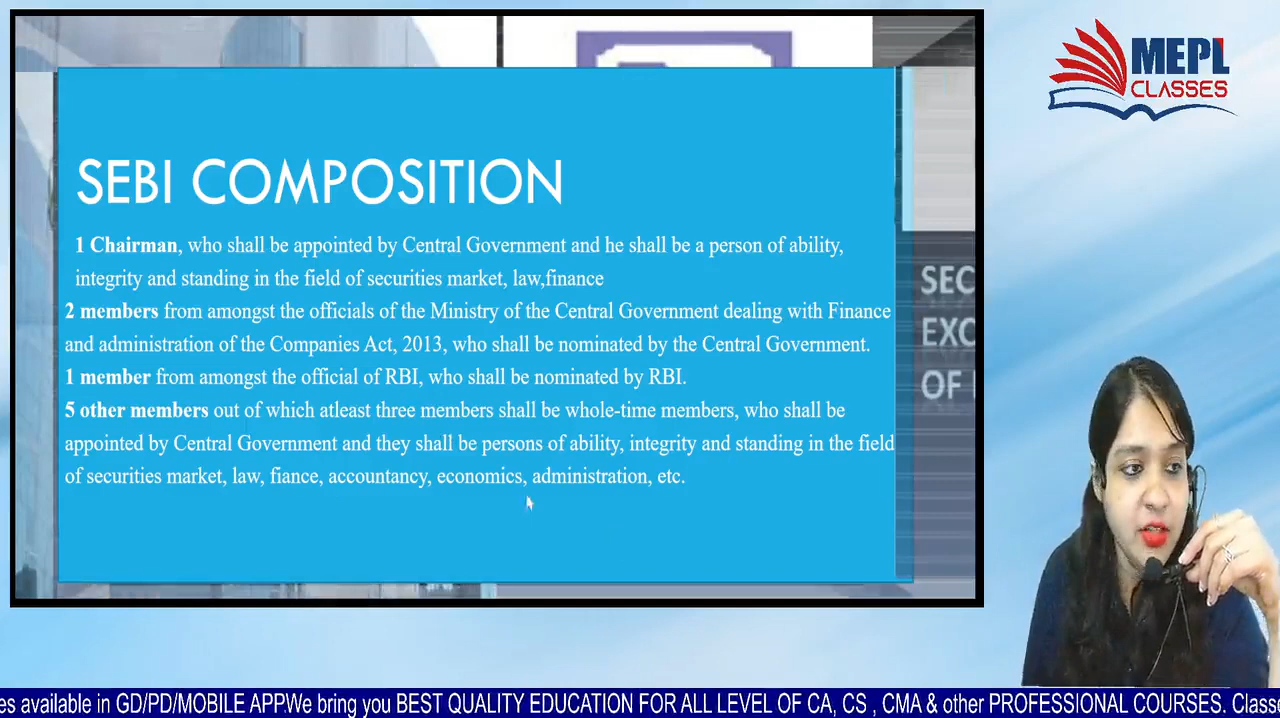 MEPL
CLASSES
SEBI COMPOSITION
1 Chairman, who shall be appointed by Central Government and he shall be a person of ability,
integrity and standing in the field of securities market, law,finance
2 members from amongst the officials of the Ministry of the Central Government dealing with Finance
and administration of the Companies Act, 2013, who shall be nominated by the Central Government.
1 member from amongst the official of RBI, who shall be nominated by RBI.
5 other members out of which atleast three members shall be whole-time members, who shall be
appointed by Central Government and they shall be persons of ability, integrity and standing in the field
of securities market, law, fiance, accountancy, economics, administration, etc.
SEC
EXC
OF
es available in GD/PD/MOBILE APP.We bring you BEST QUALITY EDUCATION FOR ALL LEVEL OF CA, CS , CMA & other PROFESSIONAL COURSES. Classe